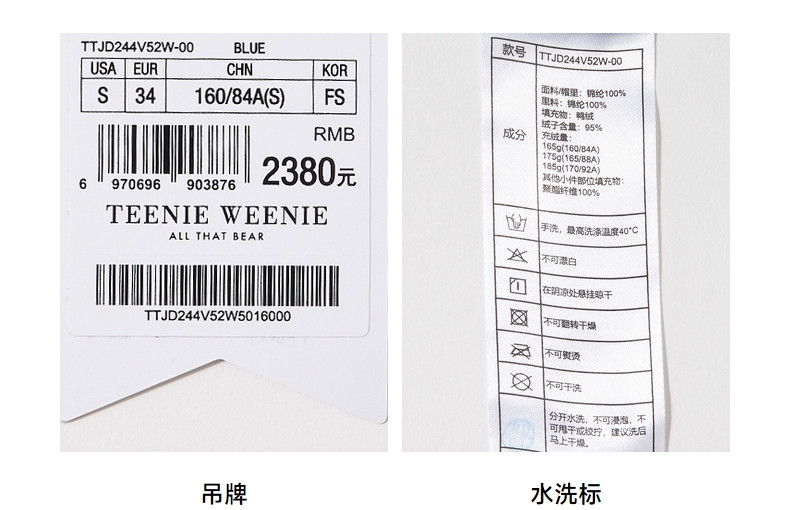 TTJD244V52W-00 BLUE
USA EUR CHN KOR
S 34 160/84A(S) FS
RMB
2380元
6 970696 903876
TEENIE WEENIE
ALL THAT BEAR
TTJD244V52W5016000
吊牌
款号 TTJD244V52W-00
成分
面料/帽里：锦纶100%
里料：锦纶100%
填充物：鸭绒
绒子含量：95%
充绒量：
165g(160/84A)
175g(165/88A)
185g(170/92A)
其他小件部位填充物：
聚酯纤维100%
手洗，最高洗涤温度40°C
不可漂白
在阴凉处悬挂晾干
不可翻转干燥
不可熨烫
不可干洗
分开水洗，不可浸泡，不
可甩干或绞拧，建议洗后
马上干燥。
水洗标